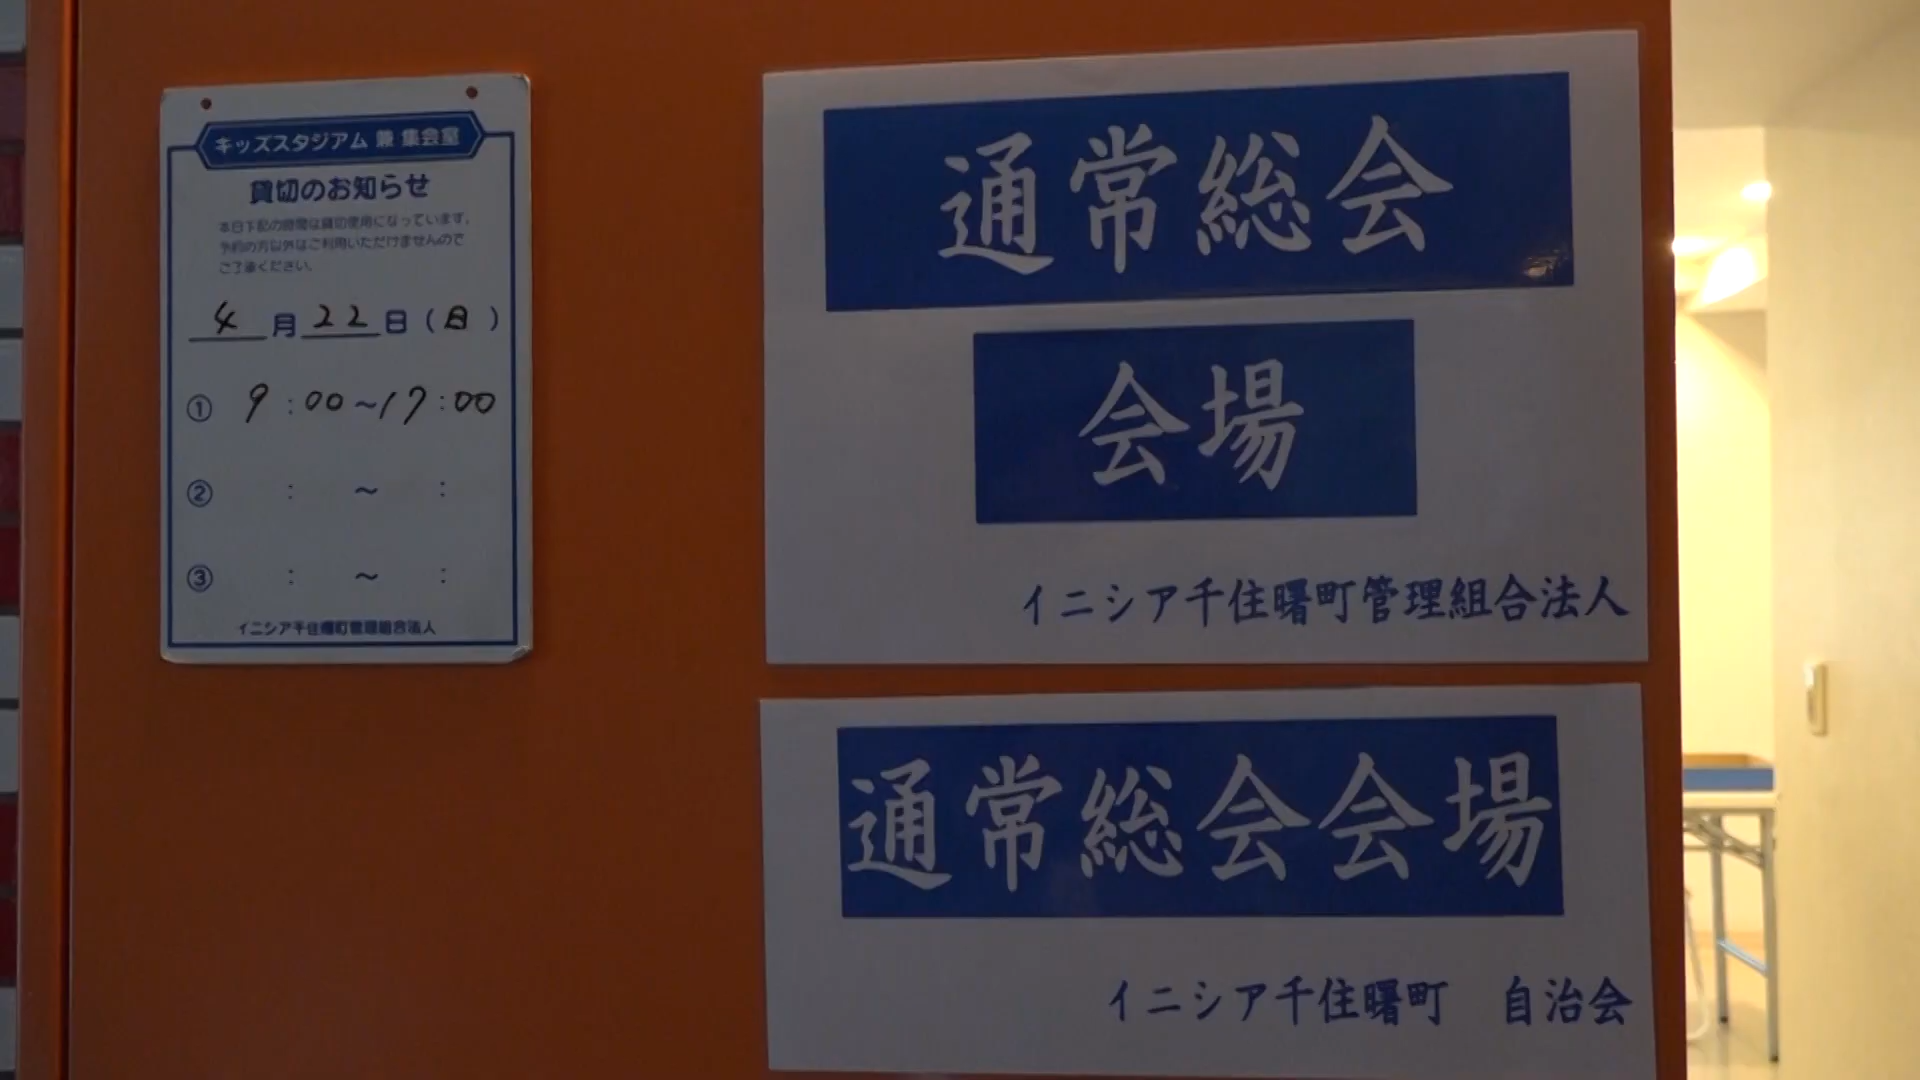 キッズスタジアム 兼 集会室
貸切のお知らせ
本日下記の時間は貸切使用になっています。
予約の方以外はご利用いただけませんので
ご了承ください。
4月22日(日)
① 9:00~17:00
② : ~ :
③ : ~ :
イニシア千住曙町管理組合法人
通常総会
会場
イニシア千住曙町管理組合法人
通常総会会場
イニシア千住曙町 自治会